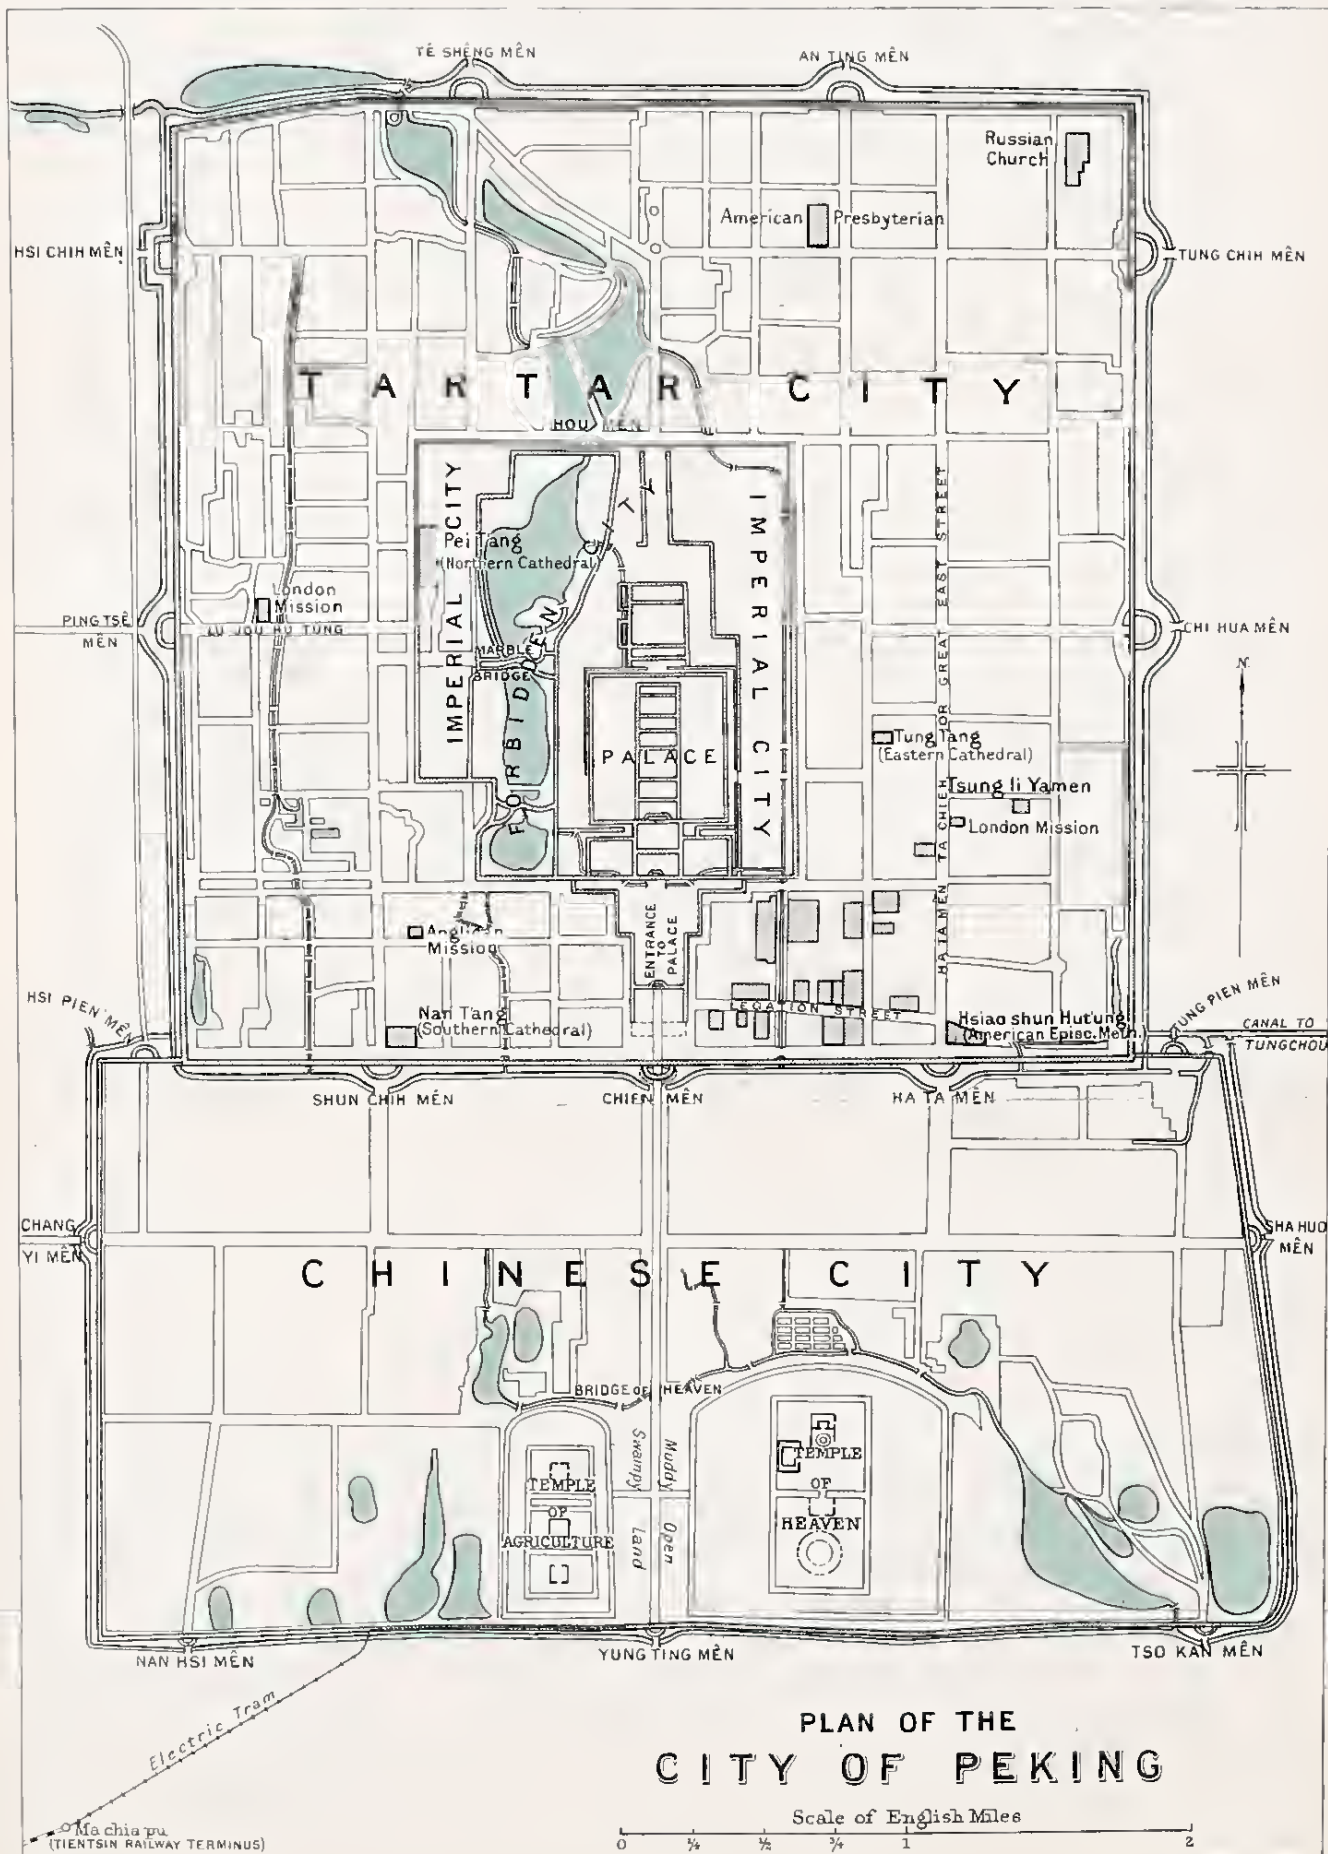 TÊ SHÊNG MÊN
AN TING MÊN
Russian
Church
American Presbyterian
HSI CHIH MÊN
TUNG CHIH MÊN
TARTAR CITY
HOU MÊN
IMPERIAL CITY
FORBIDDEN CITY
IMPERIAL CITY
Pei Tang
(Northern Cathedral)
HATAMEN TA CHIEH OR GREAT EAST STREET
London
Mission
PING TSÊ
MÊN
CHI HUA MÊN
MARBLE
BRIDGE
N.
PALACE
Tung Tang
(Eastern Cathedral)
Tsung li Yamen
London Mission
Anglican
Mission
ENTRANCE
TO
PALACE
HSI PIEN MÊN
Nan Tang
(Southern Cathedral)
LEGATION STREET
Hsiao shun Hutung
(American Episc. Meth.
TUNG PIEN MÊN
CANAL TO
TUNGCHOU
SHUN CHIH MÊN
CHIEN MÊN
HA TA MÊN
CHANG
YI MÊN
SHA HUO
MÊN
CHINESE CITY
BRIDGE OF HEAVEN
Swampy Land
Muddy Open
TEMPLE
OF
AGRICULTURE
TEMPLE
OF
HEAVEN
NAN HSI MÊN
YUNG TING MÊN
TSO KAN MÊN
Electric Tram
Ma chia pu
(TIENTSIN RAILWAY TERMINUS)
PLAN OF THE
CITY OF PEKING
Scale of English Miles
0 1/4 1/2 3/4 1 2